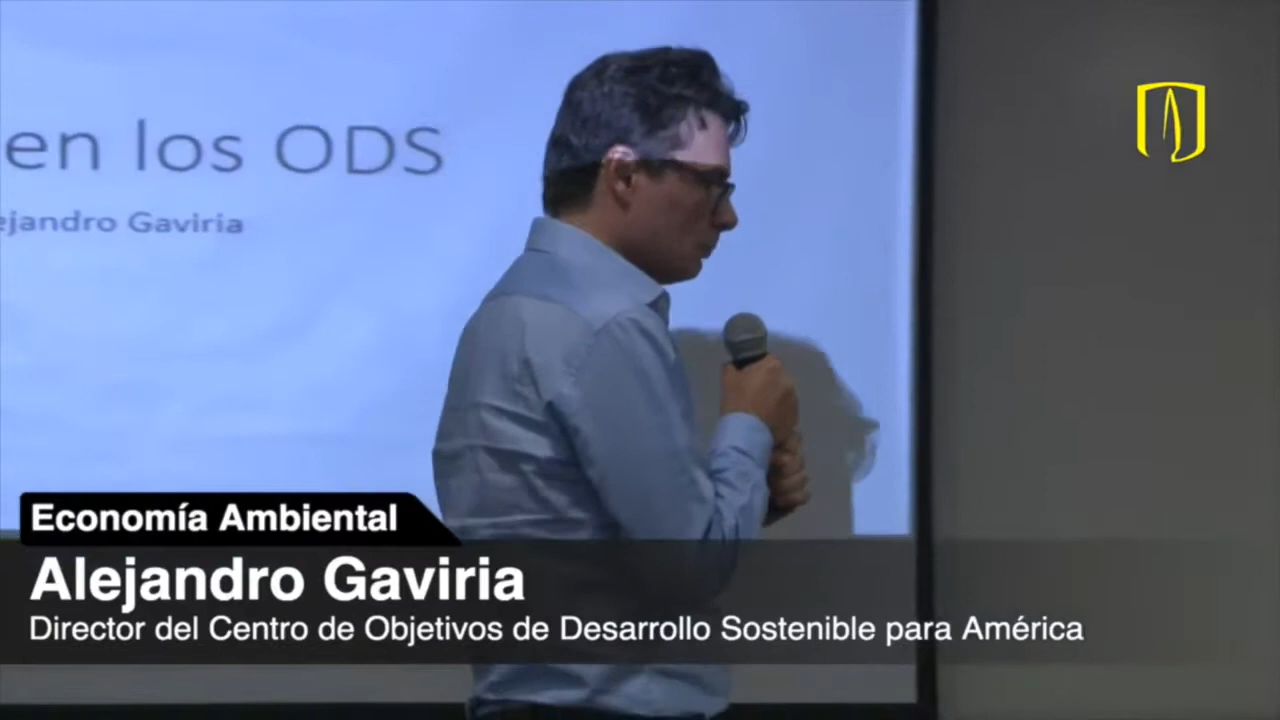 en los ODS
ejandro Gaviria
Economía Ambiental
Alejandro Gaviria
Director del Centro de Objetivos de Desarrollo Sostenible para América